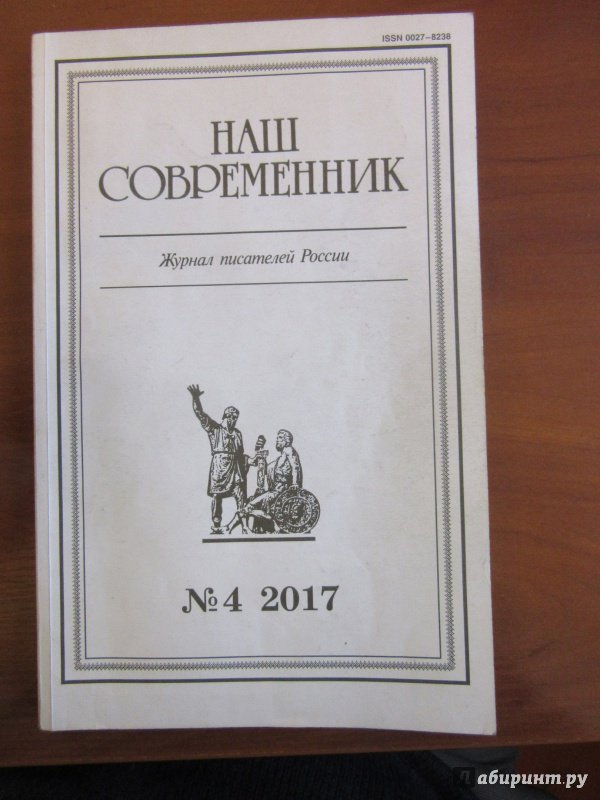 ISSN 0027–8238
НАШ
СОВРЕМЕННИК
Журнал писателей России
№4 2017
абиринт.ру